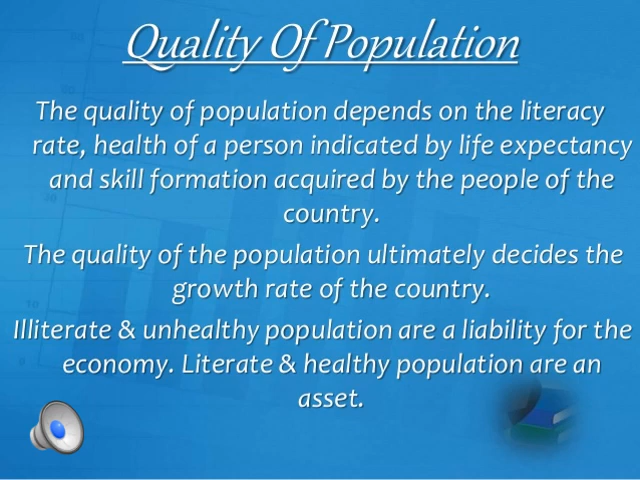 Quality Of Population
The quality of population depends on the literacy
rate, health of a person indicated by life expectancy
and skill formation acquired by the people of the
country.
The quality of the population ultimately decides the
growth rate of the country.
Illiterate & unhealthy population are a liability for the
economy. Literate & healthy population are an
asset.